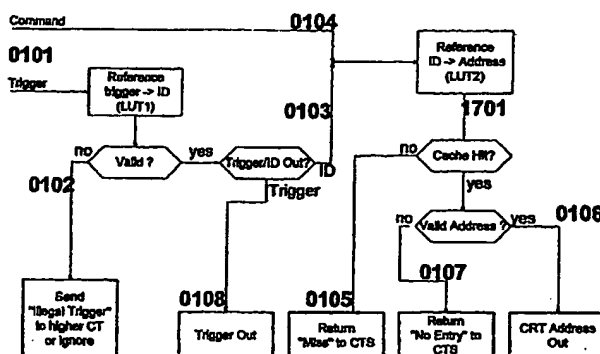 Command
0104
0101
Trigger
Reference
trigger -> ID
(LUT1)
Reference
ID -> Address
(LUT2)
0103
1701
no
Valid ?
yes
Trigger/ID Out?
ID
no
Cache Hit?
0102
Trigger
yes
no
Valid Address ?
yes
0106
0107
0108
0105
Send
"Illegal Trigger"
to higher CT
or Ignore
Trigger Out
Return
"Miss" to CTS
Return
"No Entry" to
CTS
CRT Address
Out